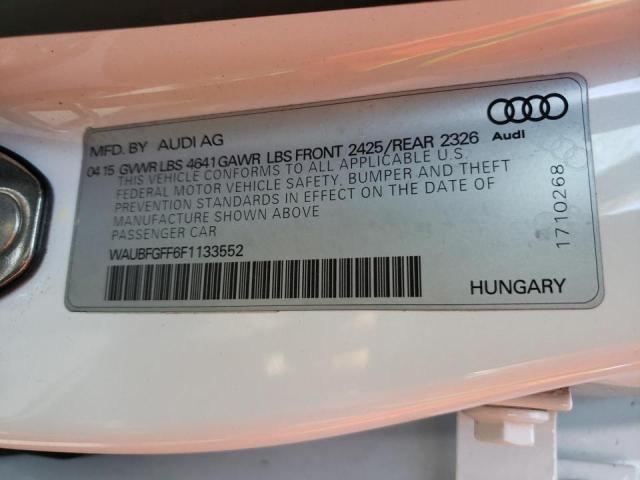 MFD. BY AUDI AG
04 15 GVWR LBS 4641 GAWR LBS FRONT 2425/REAR 2326
THIS VEHICLE CONFORMS TO ALL APPLICABLE U.S.
FEDERAL MOTOR VEHICLE SAFETY, BUMPER AND THEFT
PREVENTION STANDARDS IN EFFECT ON THE DATE OF
MANUFACTURE SHOWN ABOVE
PASSENGER CAR
WAUBFGFF6F1133552
Audi
1710268
HUNGARY